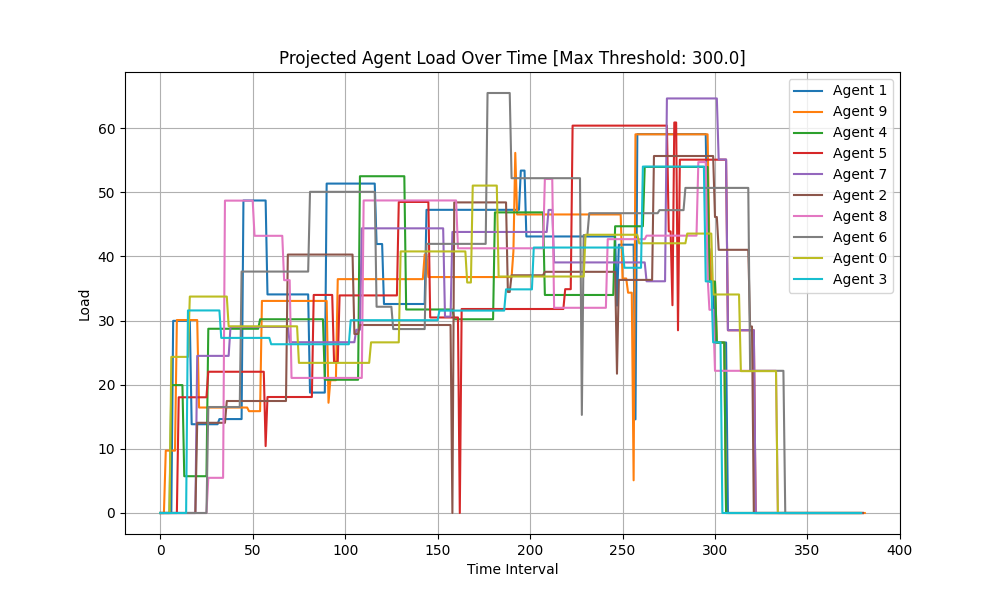 Projected Agent Load Over Time [Max Threshold: 300.0]
Load
60
50
40
30
20
10
0
0 50 100 150 200 250 300 350 400
Time Interval
Agent 1
Agent 9
Agent 4
Agent 5
Agent 7
Agent 2
Agent 8
Agent 6
Agent 0
Agent 3